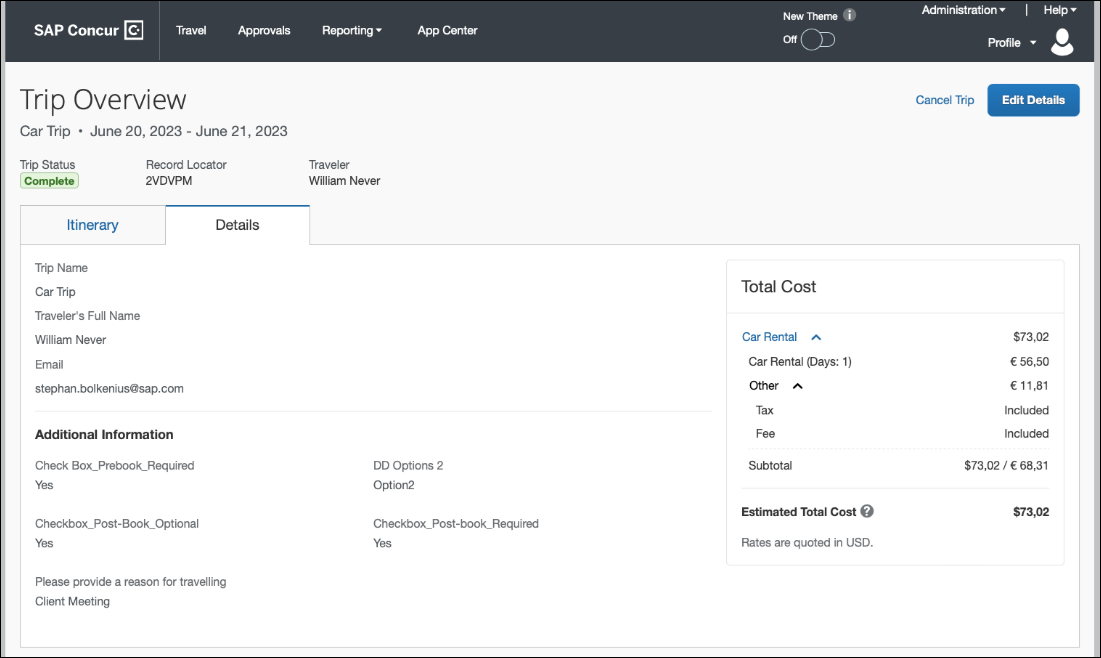 SAP Concur C
Travel
Approvals
Reporting
App Center
New Theme i
Off
Administration
|
Help
Profile
Trip Overview
Cancel Trip
Edit Details
Car Trip • June 20, 2023 - June 21, 2023
Trip Status
Complete
Record Locator
2VDVPM
Traveler
William Never
Itinerary
Details
Trip Name
Car Trip
Traveler's Full Name
William Never
Email
stephan.bolkenius@sap.com
Additional Information
Check Box_Prebook_Required
Yes
DD Options 2
Option2
Checkbox_Post-Book_Optional
Yes
Checkbox_Post-book_Required
Yes
Please provide a reason for travelling
Client Meeting
Total Cost
Car Rental $73,02
Car Rental (Days: 1) € 56,50
Other € 11,81
Tax Included
Fee Included
Subtotal $73,02 / € 68,31
Estimated Total Cost ? $73,02
Rates are quoted in USD.